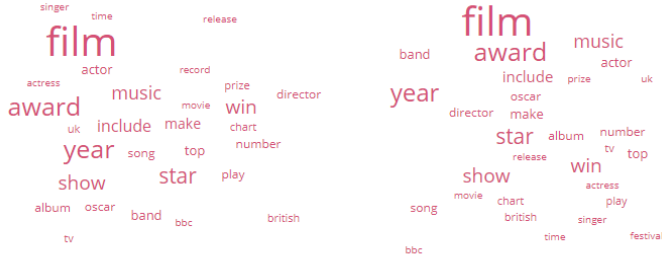 singer
time
release
film
actor
record
actress
music
prize
director
award
movie
win
uk
include
make
chart
year
song
top
number
show
star
play
album
oscar
band
bbc
british
tv
film
band
award
music
actor
include
prize
uk
year
oscar
director
make
star
album
number
release
tv
top
show
win
actress
movie
chart
play
song
british
singer
bbc
time
festival